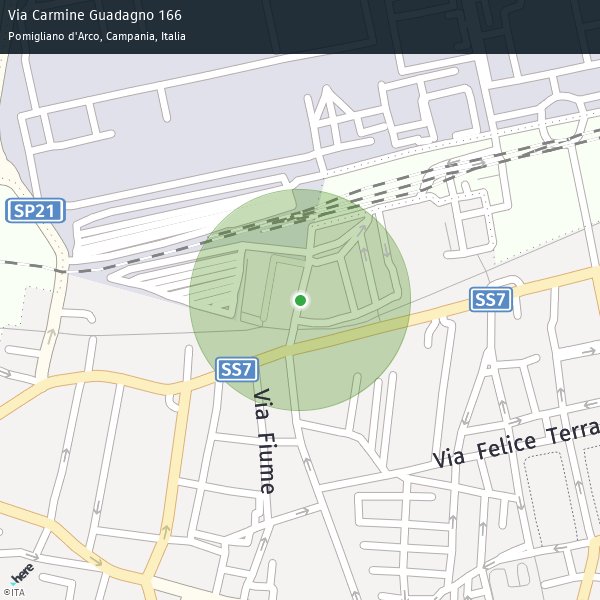 Via Carmine Guadagno 166
Pomigliano d'Arco, Campania, Italia
SP21
SS7
SS7
Via Fiume
Via Felice Terra
here
©ITA